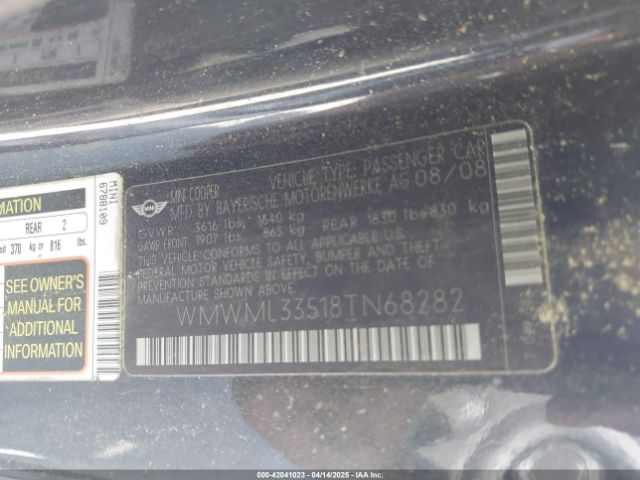 MINI COOPER VEHICLE TYPE: PASSENGER CAR
MFD BY BAYERISCHE MOTORENWERKE AG 08/08
GVWR 3616 lbs, 1640 kg
GAWR FRONT 1907 lbs 865 kg REAR 1830 lbs 830 kg
THIS VEHICLE CONFORMS TO ALL APPLICABLE U.S.
FEDERAL MOTOR VEHICLE SAFETY, BUMPER AND THEFT
PREVENTION STANDARDS IN EFFECT ON THE DATE OF
MANUFACTURE SHOWN ABOVE.
WMWML33518TN68282
MINI
MINI
6788109
REAR 2
370 kg or 816 lbs.
SEE OWNER'S
MANUAL FOR
ADDITIONAL
INFORMATION
000-42041023 - 04/14/2025 - IAA Inc.